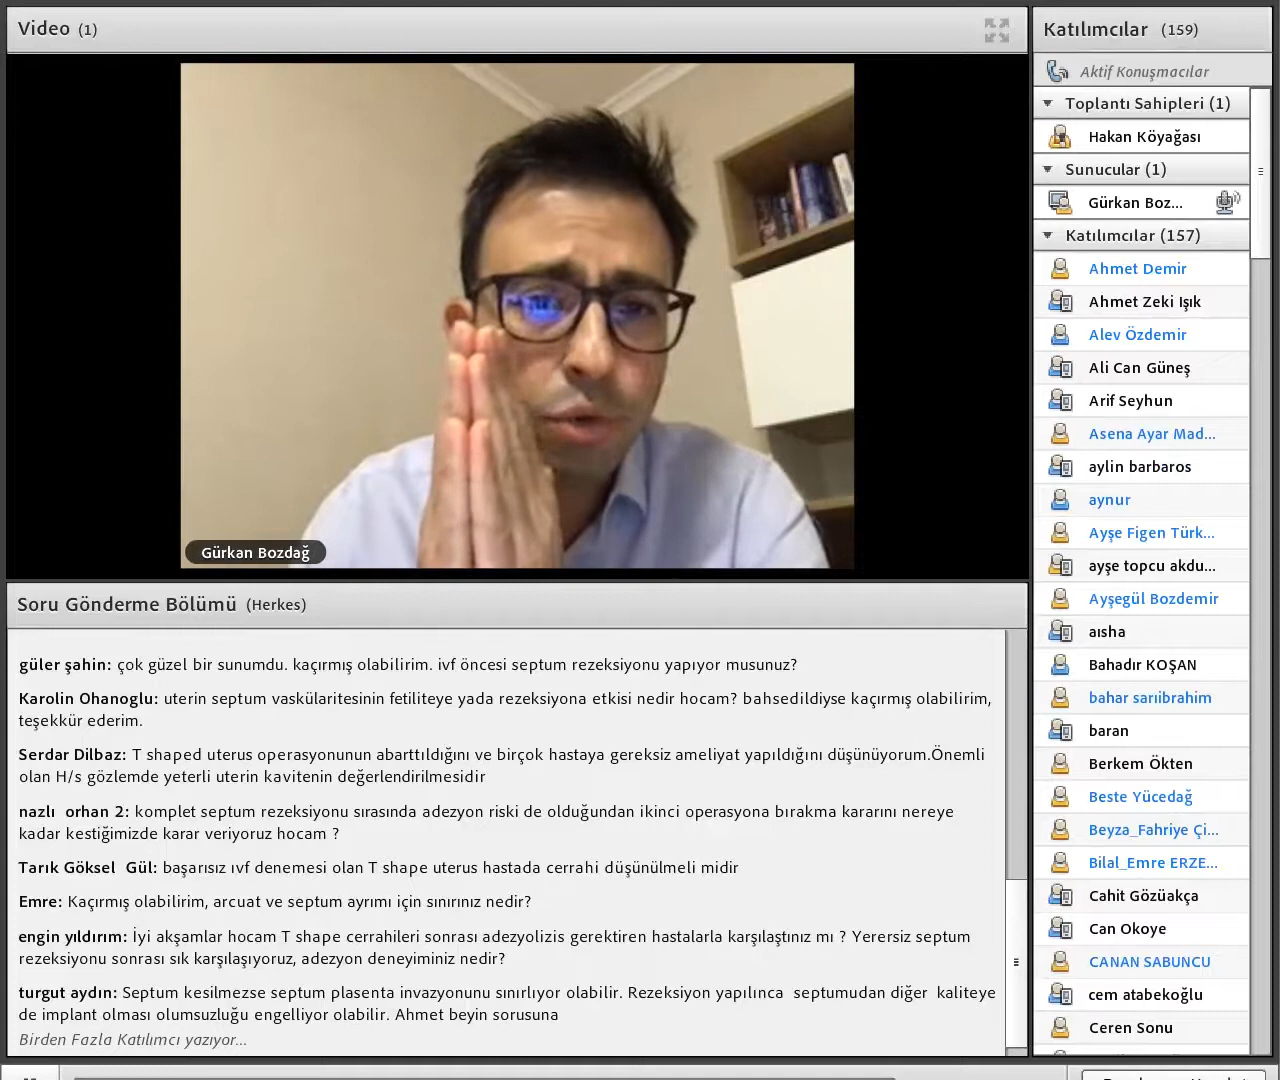 Video (1)
Gürkan Bozdağ
Soru Gönderme Bölümü (Herkes)
güler şahin: çok güzel bir sunumdu. kaçırmış olabilirim. ivf öncesi septum rezeksiyonu yapıyor musunuz?
Karolin Ohanoglu: uterin septum vaskülaritesinin fetiliteye yada rezeksiyona etkisi nedir hocam? bahsedildiyse kaçırmış olabilirim,
teşekkür ederim.
Serdar Dilbaz: T shaped uterus operasyonunun abarttıldığını ve birçok hastaya gereksiz ameliyat yapıldığını düşünüyorum.Önemli
olan H/s gözlemde yeterli uterin kavitenin değerlendirilmesidir
nazlı orhan 2: komplet septum rezeksiyonu sırasında adezyon riski de olduğundan ikinci operasyona bırakma kararını nereye
kadar kestiğimizde karar veriyoruz hocam ?
Tarık Göksel Gül: başarısız ıvf denemesi olan T shape uterus hastada cerrahi düşünülmeli midir
Emre: Kaçırmış olabilirim, arcuat ve septum ayrımı için sınırınız nedir?
engin yıldırım: İyi akşamlar hocam T shape cerrahileri sonrası adezyolizis gerektiren hastalarla karşılaştınız mı ? Yerersiz septum
rezeksiyonu sonrası sık karşılaşıyoruz, adezyon deneyiminiz nedir?
turgut aydın: Septum kesilmezse septum plasenta invazyonunu sınırlıyor olabilir. Rezeksiyon yapılınca septumudan diğer kaliteye
de implant olması olumsuzluğu engelliyor olabilir. Ahmet beyin sorusuna
Birden Fazla Katılımcı yazıyor...
Katılımcılar (159)
Aktif Konuşmacılar
Toplantı Sahipleri (1)
Hakan Köyağası
Sunucular (1)
Gürkan Boz...
Katılımcılar (157)
Ahmet Demir
Ahmet Zeki Işık
Alev Özdemir
Ali Can Güneş
Arif Seyhun
Asena Ayar Mad...
aylin barbaros
aynur
Ayşe Figen Türk...
ayşe topcu akdu...
Ayşegül Bozdemir
aısha
Bahadır KOŞAN
bahar sarıibrahim
baran
Berkem Ökten
Beste Yücedağ
Beyza_Fahriye Çi...
Bilal_Emre ERZE...
Cahit Gözüakça
Can Okoye
CANAN SABUNCU
cem atabekoğlu
Ceren Sonu